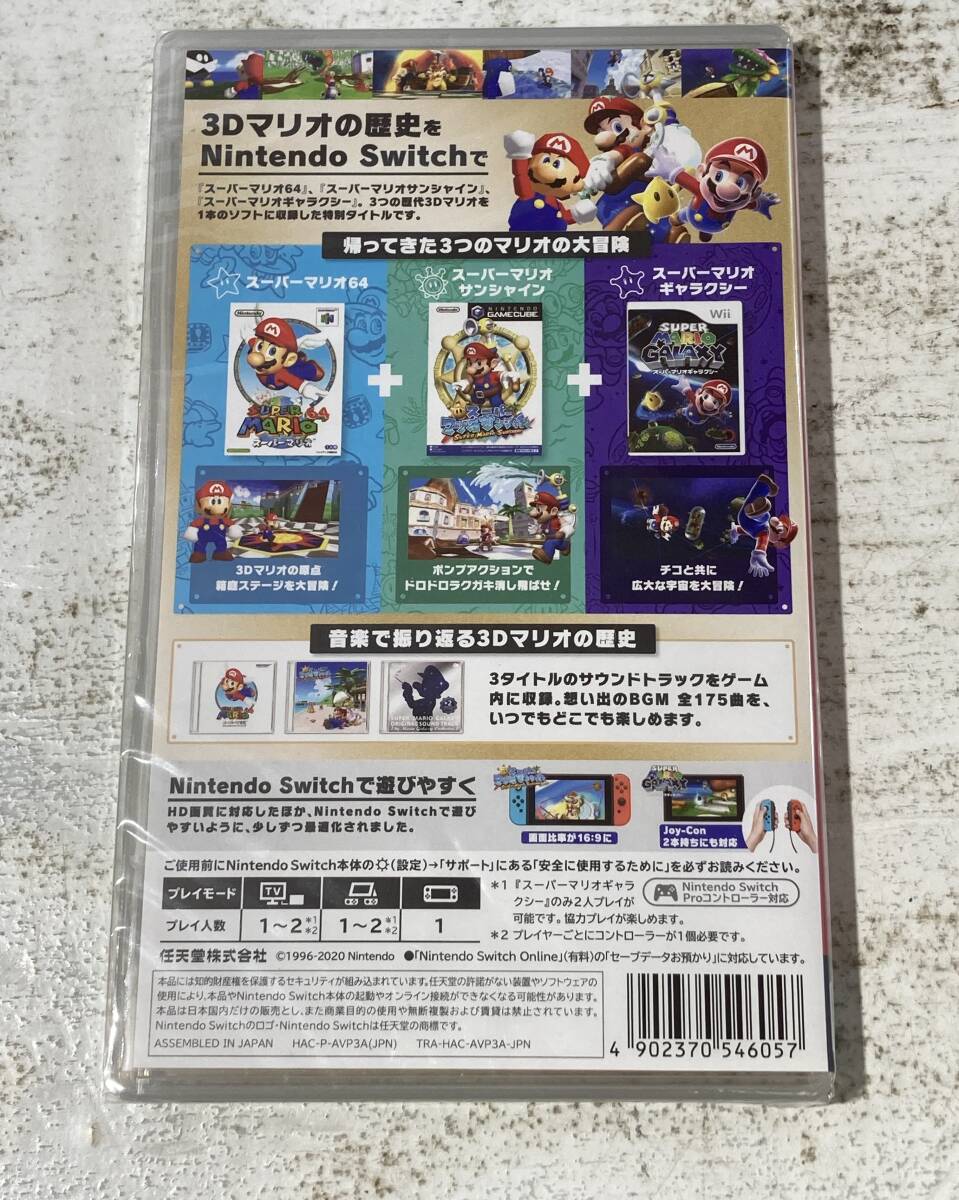 3Dマリオの歴史を
Nintendo Switchで
『スーパーマリオ64』、『スーパーマリオサンシャイン』、
『スーパーマリオギャラクシー』。3つの歴代3Dマリオを
1本のソフトに収録した特別タイトルです。
帰ってきた3つのマリオの大冒険
スーパーマリオ64
スーパーマリオ
サンシャイン
スーパーマリオ
ギャラクシー
Nintendo
SUPER
MARIO 64
スーパーマリオ
Nintendo
NINTENDO
GAMECUBE
スーパー
マリオサンシャイン
SUPER MARIO SUNSHINE
Wii
SUPER
MARIO
GALAXY
スーパーマリオギャラクシー
Nintendo
3Dマリオの原点
箱庭ステージを大冒険!
ポンプアクションで
ドロドロラクガキ消し飛ばせ!
チコと共に
広大な宇宙を大冒険!
音楽で振り返る3Dマリオの歴史
SUPER MARIO GALAXY
ORIGINAL SOUND TRACK
3タイトルのサウンドトラックをゲーム
内に収録。想い出のBGM 全175曲を、
いつでもどこでも楽しめます。
Nintendo Switchで遊びやすく
HD画質に対応したほか、Nintendo Switchで遊び
やすいように、少しずつ最適化されました。
画面比率が16:9に
SUPER
MARIO
GALAXY
Joy-Con
2本持ちにも対応
ご使用前にNintendo Switch本体の(設定)→「サポート」にある「安全に使用するために」を必ずお読みください。
プレイモード
TV
プレイ人数
1～2 *1 *2
1～2 *1 *2
1
*1 『スーパーマリオギャラ
クシー』のみ2人プレイが
可能です。協力プレイが楽しめます。
*2 プレイヤーごとにコントローラーが1個必要です。
Nintendo Switch
Proコントローラー対応
任天堂株式会社 ©1996-2020 Nintendo ●「Nintendo Switch Online」(有料)の「セーブデータお預かり」に対応しています。
本品には知的財産権を保護するセキュリティが組み込まれています。任天堂の許諾がない装置やソフトウェアの
使用により、本品やNintendo Switch本体の起動やオンライン接続ができなくなる可能性があります。
本品は日本国内だけの販売とし、また商業目的の使用や無断複製および賃貸は禁止されています。
Nintendo Switchのロゴ・Nintendo Switchは任天堂の商標です。
ASSEMBLED IN JAPAN HAC-P-AVP3A(JPN) TRA-HAC-AVP3A-JPN
4 902370 546057